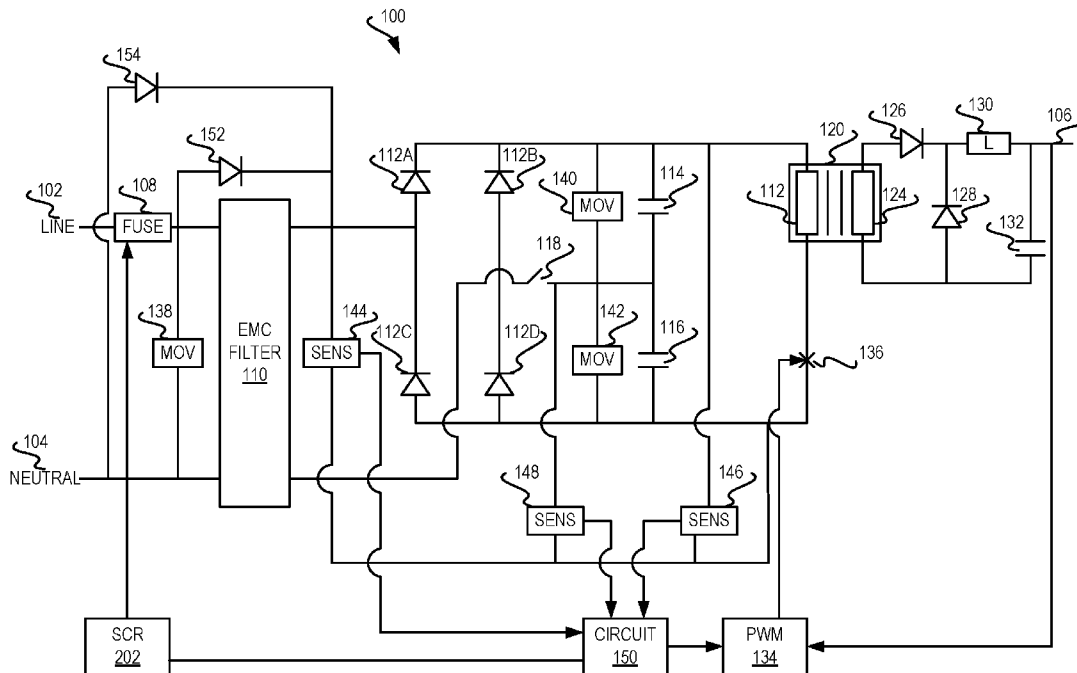 100
154
152
102
LINE
108
FUSE
112A
112B
140
MOV
114
120
126
130
L
106
112
124
128
132
118
138
MOV
EMC
FILTER
110
144
SENS
112C
112D
142
MOV
116
136
104
NEUTRAL
148
SENS
146
SENS
SCR
202
CIRCUIT
150
PWM
134